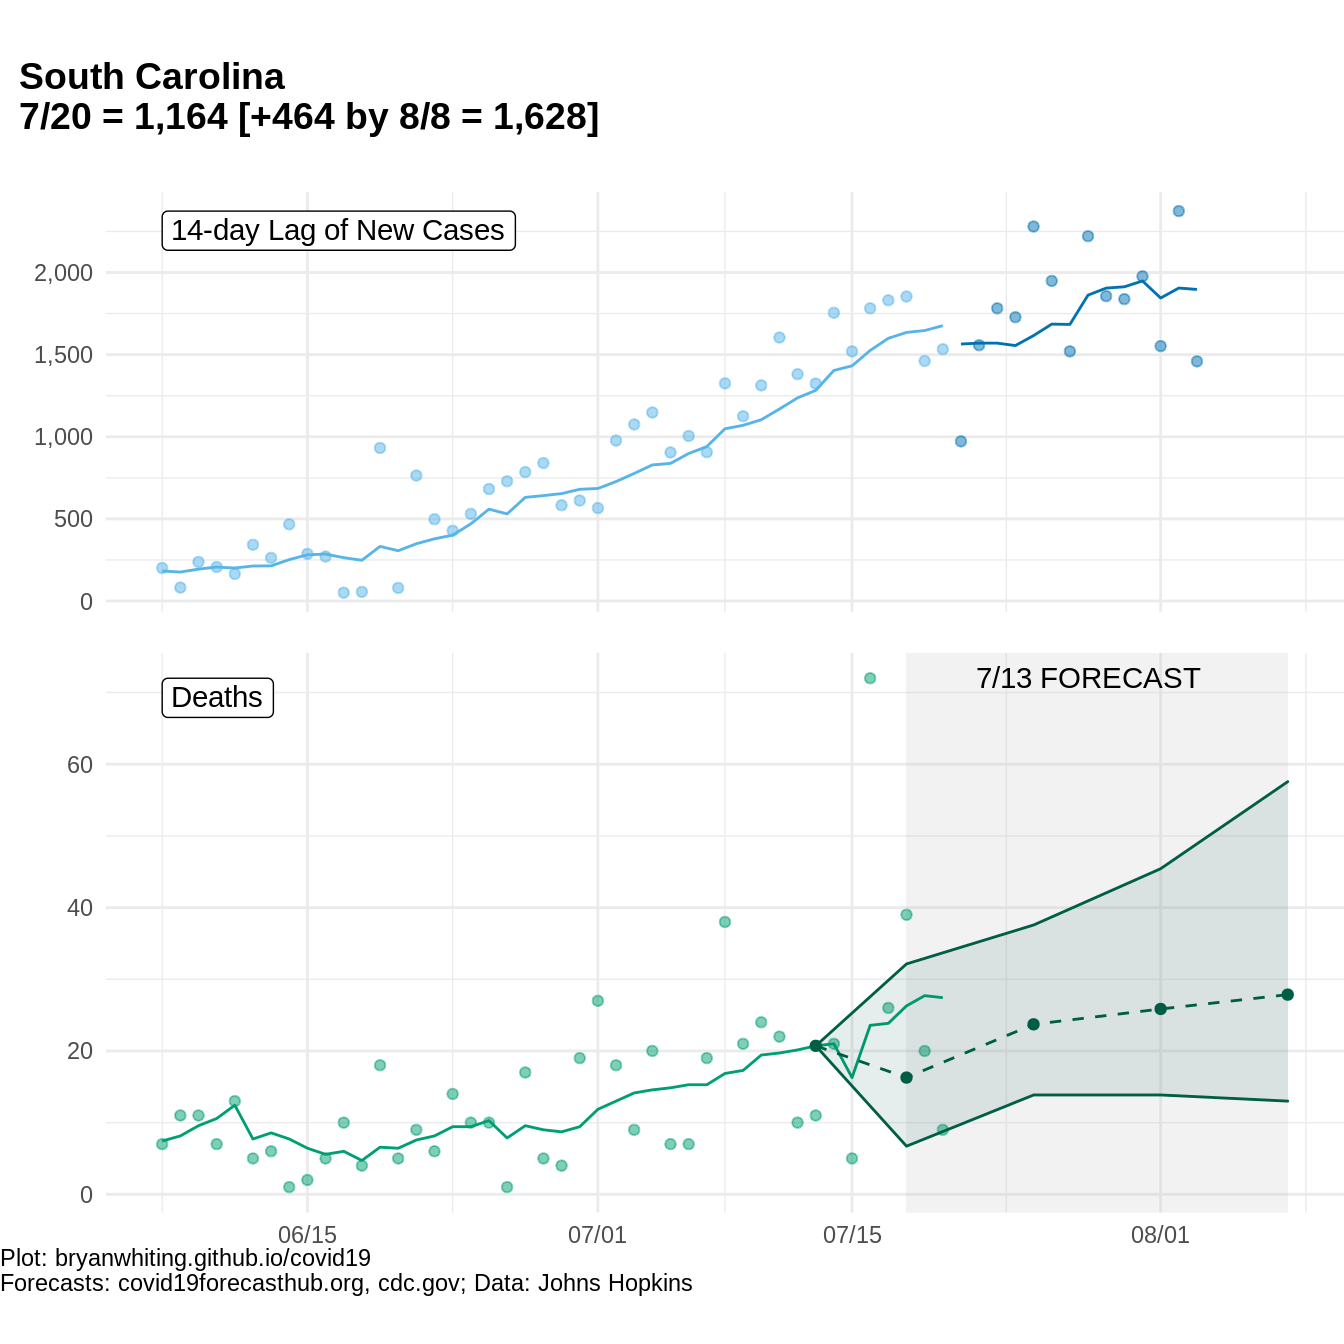 South Carolina
7/20 = 1,164 [+464 by 8/8 = 1,628]
14-day Lag of New Cases
2,000
1,500
1,000
500
0
Deaths
7/13 FORECAST
60
40
20
0
06/15 07/01 07/15 08/01
Plot: bryanwhiting.github.io/covid19
Forecasts: covid19forecasthub.org, cdc.gov; Data: Johns Hopkins